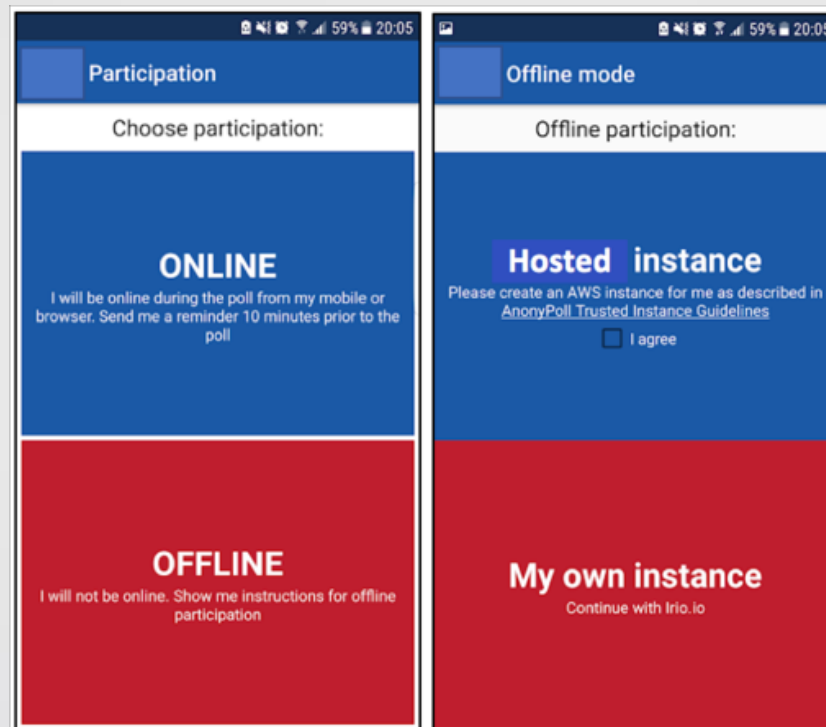 59% 20:05
Participation
Choose participation:
ONLINE
I will be online during the poll from my mobile or
browser. Send me a reminder 10 minutes prior to the
poll
OFFLINE
I will not be online. Show me instructions for offline
participation
59% 20:05
Offline mode
Offline participation:
Hosted instance
Please create an AWS instance for me as described in
AnonyPoll Trusted Instance Guidelines
I agree
My own instance
Continue with Irio.io